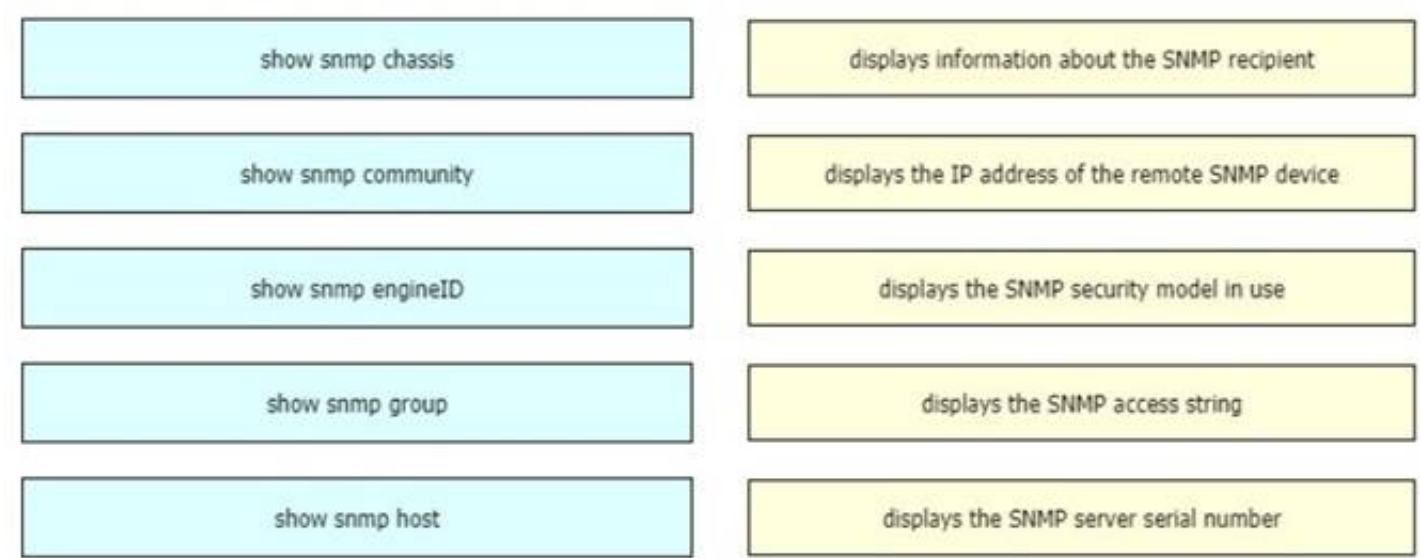 show snmp chassis
displays information about the SNMP recipient
show snmp community
displays the IP address of the remote SNMP device
show snmp engineID
displays the SNMP security model in use
show snmp group
displays the SNMP access string
show snmp host
displays the SNMP server serial number